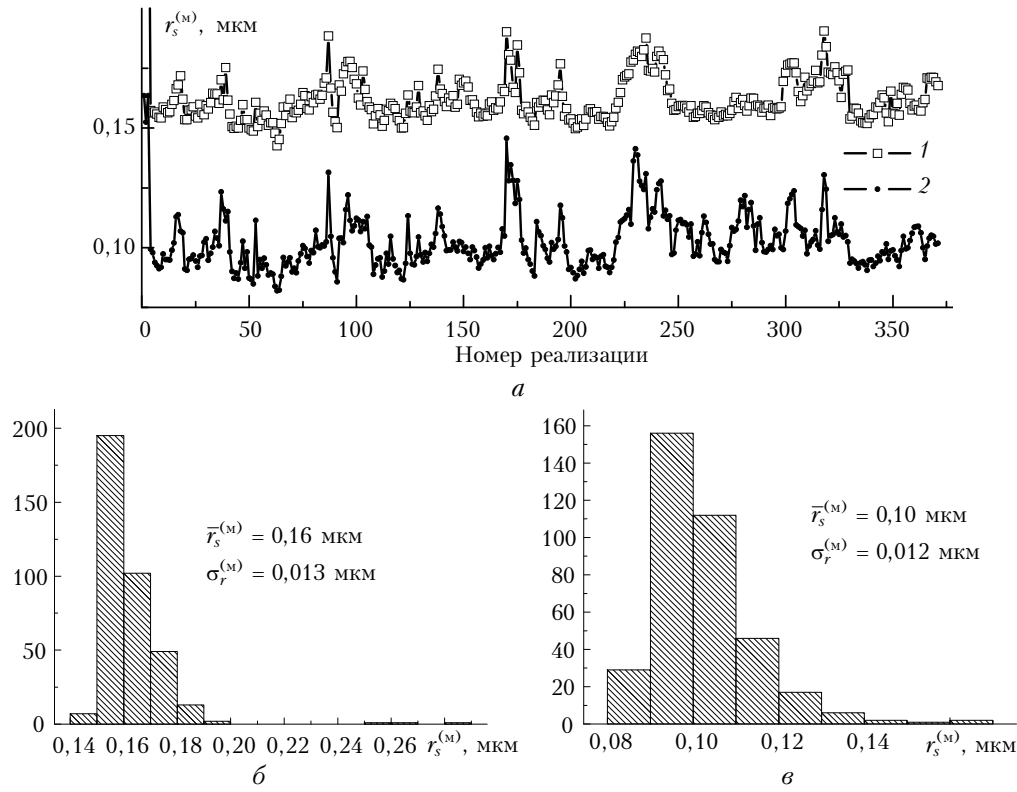 r_s^(м), мкм
0,15
0,10
1
2
0 50 100 150 200 250 300 350
Номер реализации
а
200
150
100
50
0
r̅_s^(м) = 0,16 мкм
σ_r^(м) = 0,013 мкм
0,14 0,16 0,18 0,20 0,22 0,24 0,26 r_s^(м), мкм
б
160
140
120
100
80
60
40
20
0
r̅_s^(м) = 0,10 мкм
σ_r^(м) = 0,012 мкм
0,08 0,10 0,12 0,14 r_s^(м), мкм
в